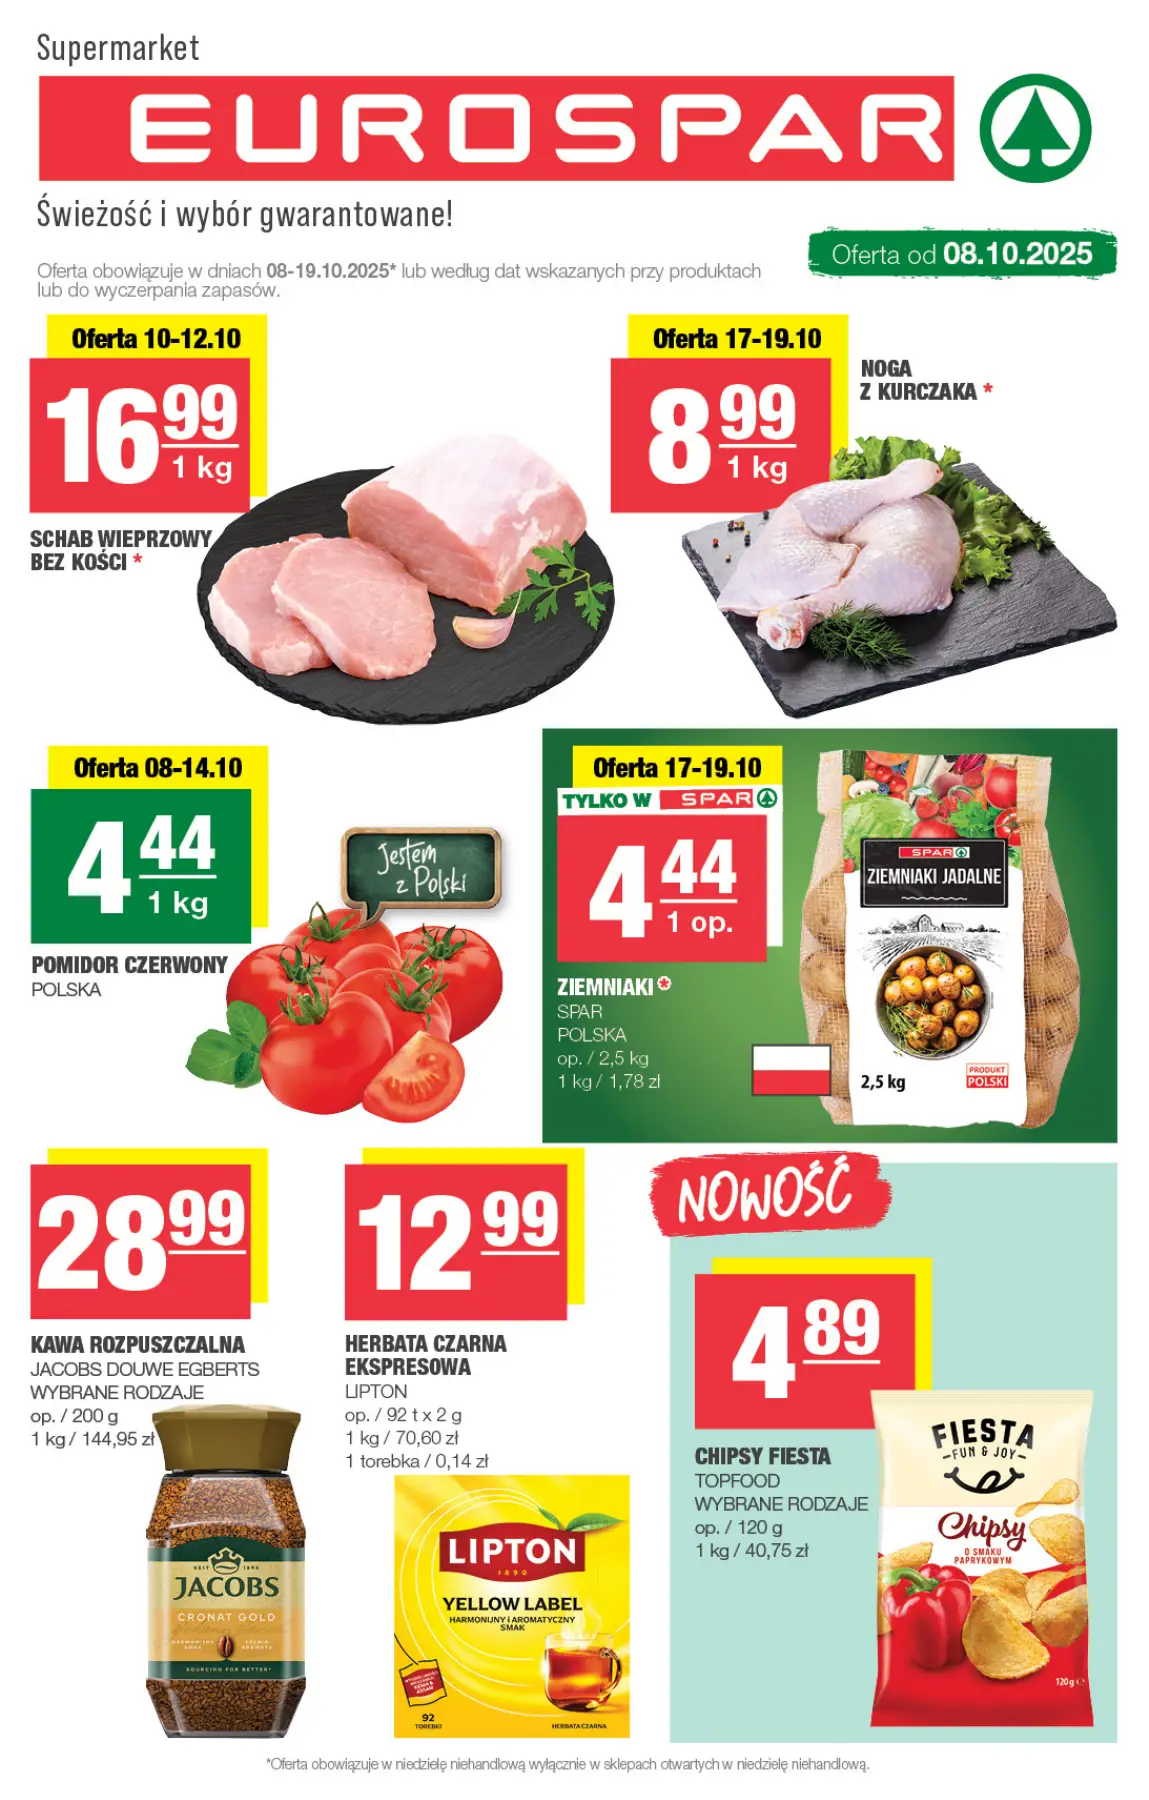 Supermarket
EUROSPAR
Świeżość i wybór gwarantowane!
Oferta obowiązuje w dniach 08-19.10.2025* lub według dat wskazanych przy produktach
lub do wyczerpania zapasów.
Oferta od 08.10.2025
Oferta 10-12.10
16 99
1 kg
SCHAB WIEPRZOWY
BEZ KOŚCI *
Oferta 17-19.10
8 99
1 kg
NOGA
Z KURCZAKA *
Oferta 08-14.10
4 44
1 kg
POMIDOR CZERWONY
POLSKA
Jestem
z Polski
Oferta 17-19.10
TYLKO W SPAR
4 44
1 op.
ZIEMNIAKI *
SPAR
POLSKA
op. / 2,5 kg
1 kg / 1,78 zł
SPAR
ZIEMNIAKI JADALNE
2,5 kg
PRODUKT
POLSKI
28 99
KAWA ROZPUSZCZALNA
JACOBS DOUWE EGBERTS
WYBRANE RODZAJE
op. / 200 g
1 kg / 144,95 zł
JACOBS
CRONAT GOLD
SOURCING FOR BETTER*
12 99
HERBATA CZARNA
EKSPRESOWA
LIPTON
op. / 92 t x 2 g
1 kg / 70,60 zł
1 torebka / 0,14 zł
LIPTON
1890
YELLOW LABEL
HARMONIJNY i AROMATYCZNY
SMAK
92
TOREBKI
HERBATA CZARNA
NOWOŚĆ
4 89
CHIPSY FIESTA
TOPFOOD
WYBRANE RODZAJE
op. / 120 g
1 kg / 40,75 zł
FIESTA
FUN & JOY
Chipsy
O SMAKU
PAPRYKOWYM
120g e
*Oferta obowiązuje w niedzielę niehandlową wyłącznie w sklepach otwartych w niedzielę niehandlową.